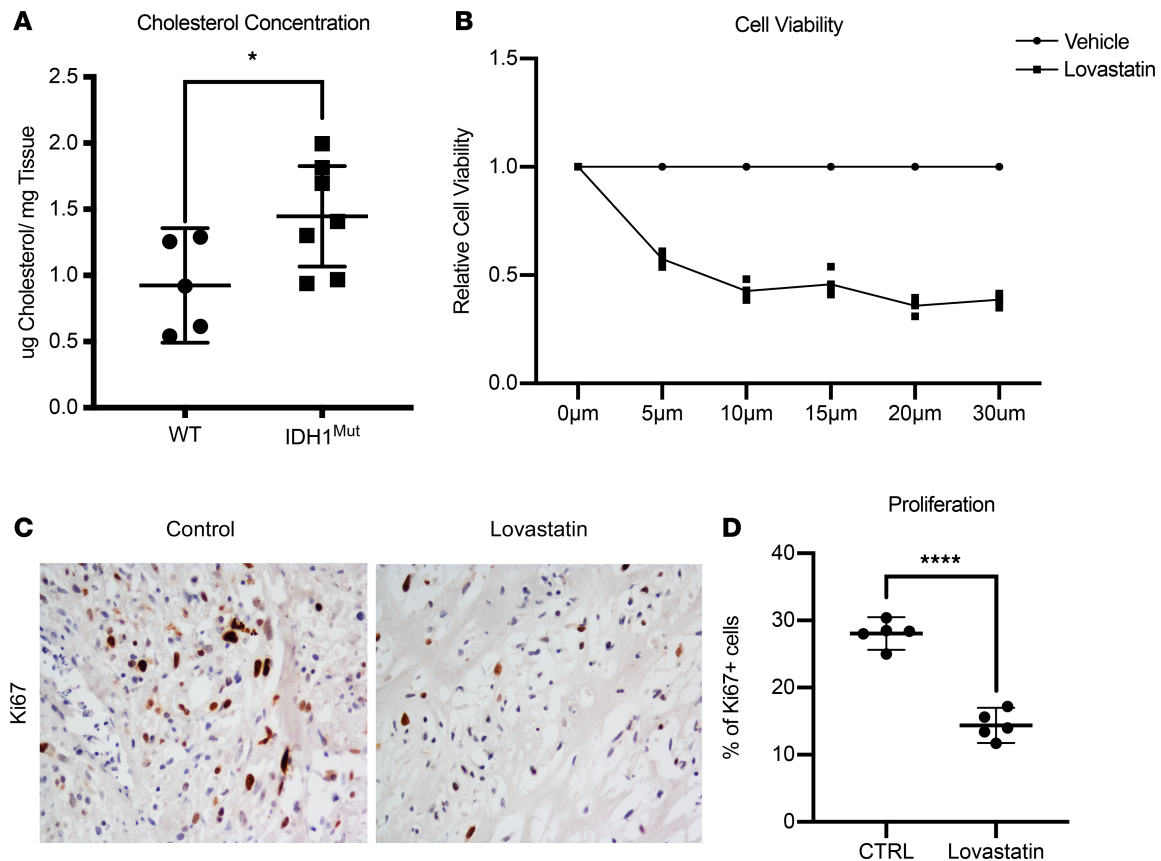 A
Cholesterol Concentration
*
2.5
2.0
1.5
1.0
0.5
0.0
ug Cholesterol/ mg Tissue
WT
IDH1Mut
B
Cell Viability
Vehicle
Lovastatin
1.5
1.0
0.5
0.0
Relative Cell Viability
0µm
5µm
10µm
15µm
20µm
30um
C
Control
Lovastatin
Ki67
D
Proliferation
****
40
30
20
10
0
% of Ki67+ cells
CTRL
Lovastatin